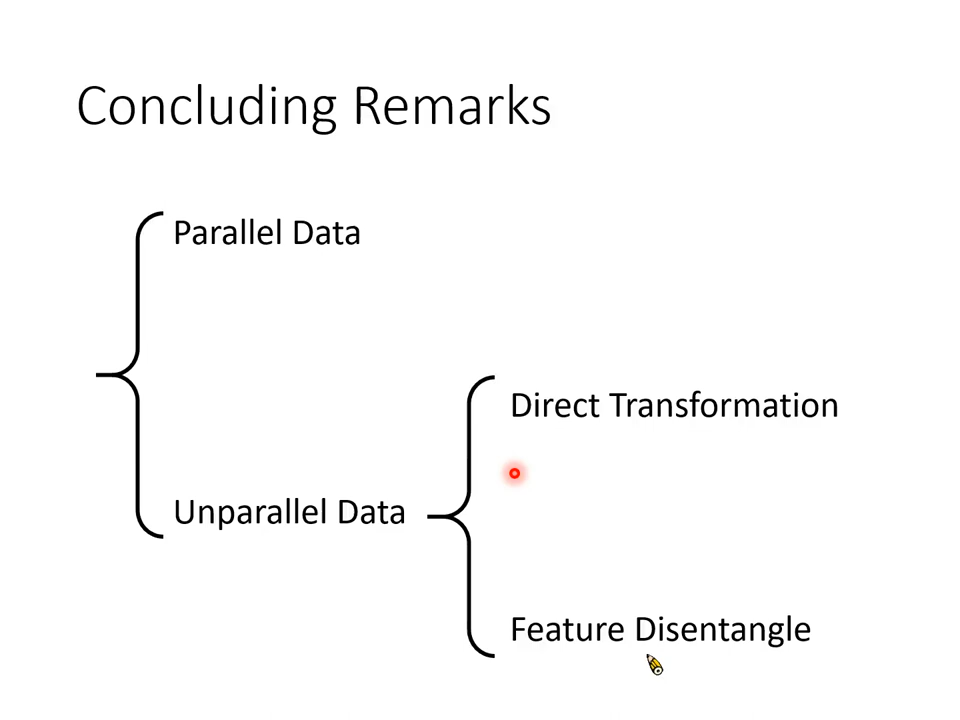 Concluding Remarks
Parallel Data
Direct Transformation
Unparallel Data
Feature Disentangle